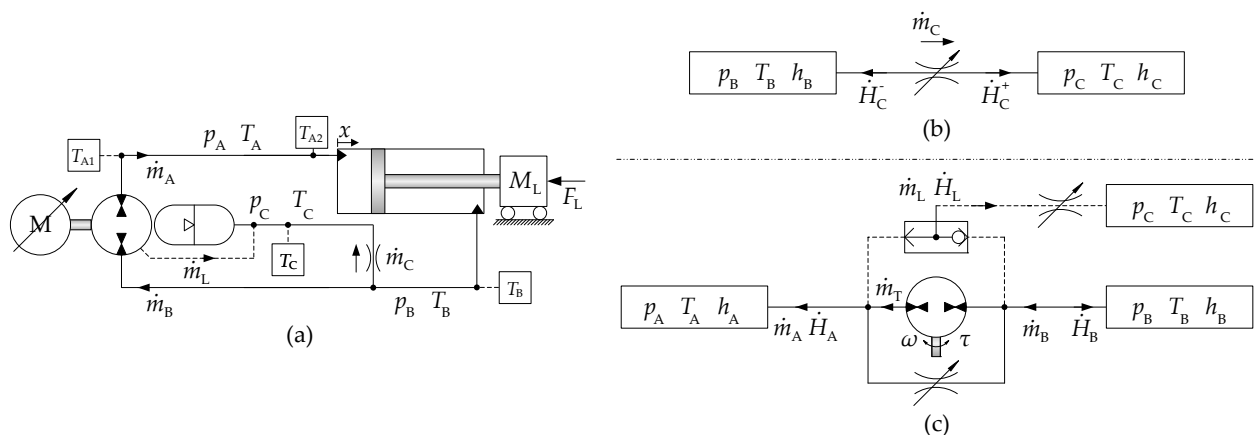 T_A1
ṁ_A
p_A T_A
T_A2
x
M
p_C T_C
T_C
ṁ_L
ṁ_C
ṁ_B
p_B T_B
T_B
M_L
F_L
(a)
ṁ_C
p_B T_B h_B
Ḣ_C^-
Ḣ_C^+
p_C T_C h_C
(b)
ṁ_L Ḣ_L
p_C T_C h_C
p_A T_A h_A
ṁ_A Ḣ_A
ṁ_T
ω τ
ṁ_B
Ḣ_B
p_B T_B h_B
(c)